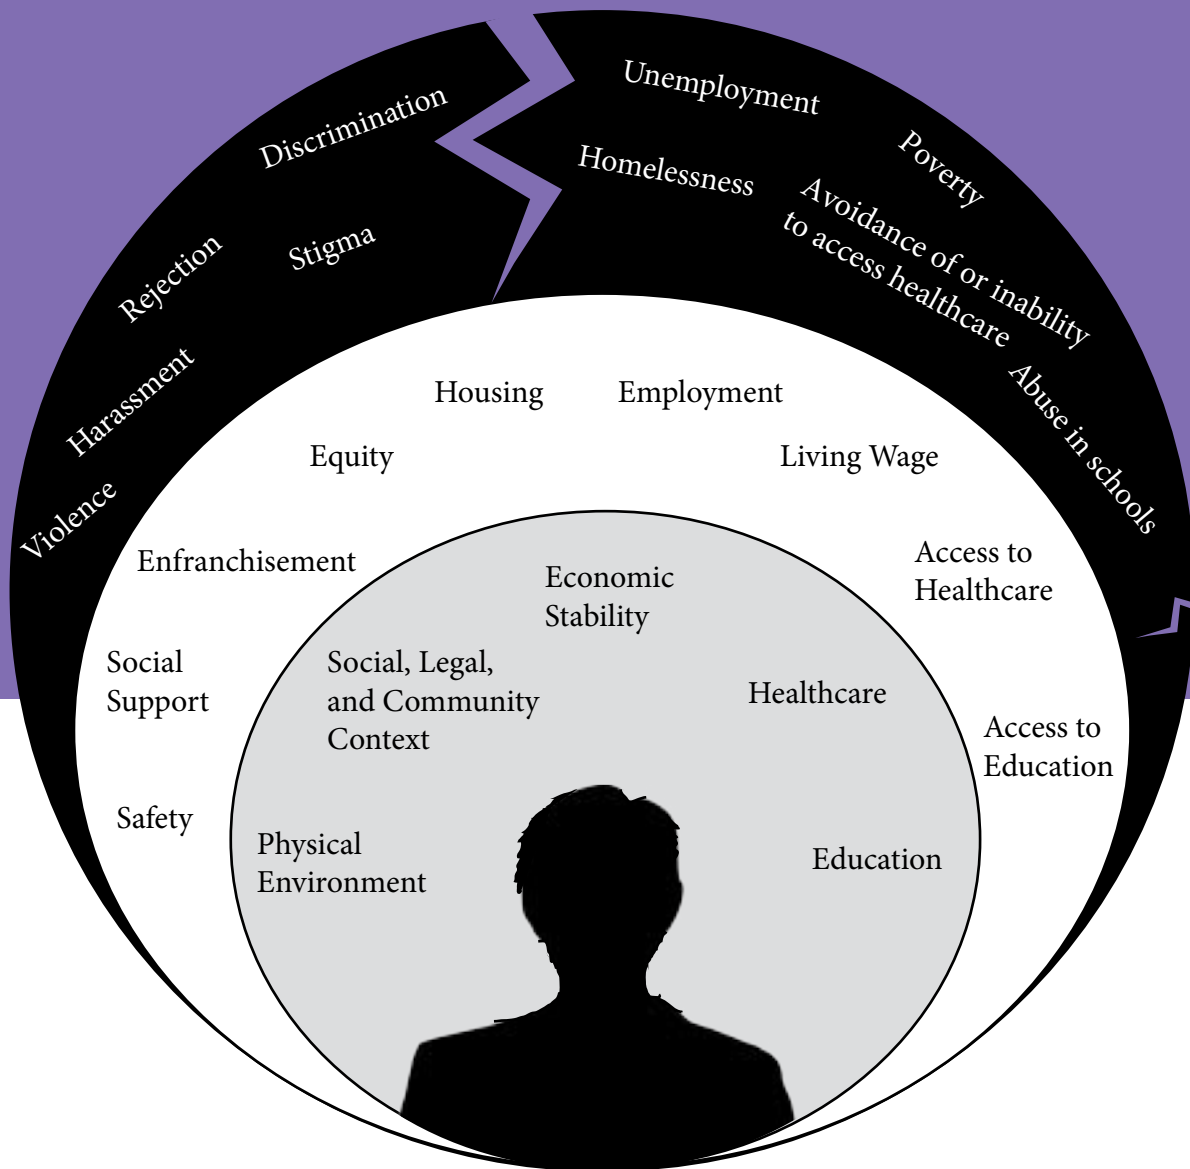 Discrimination
Stigma
Rejection
Harassment
Violence
Unemployment
Homelessness
Poverty
Avoidance of or inability
to access healthcare
Abuse in schools
Housing
Employment
Equity
Living Wage
Enfranchisement
Access to
Healthcare
Social
Support
Access to
Education
Safety
Economic
Stability
Social, Legal,
and Community
Context
Healthcare
Physical
Environment
Education